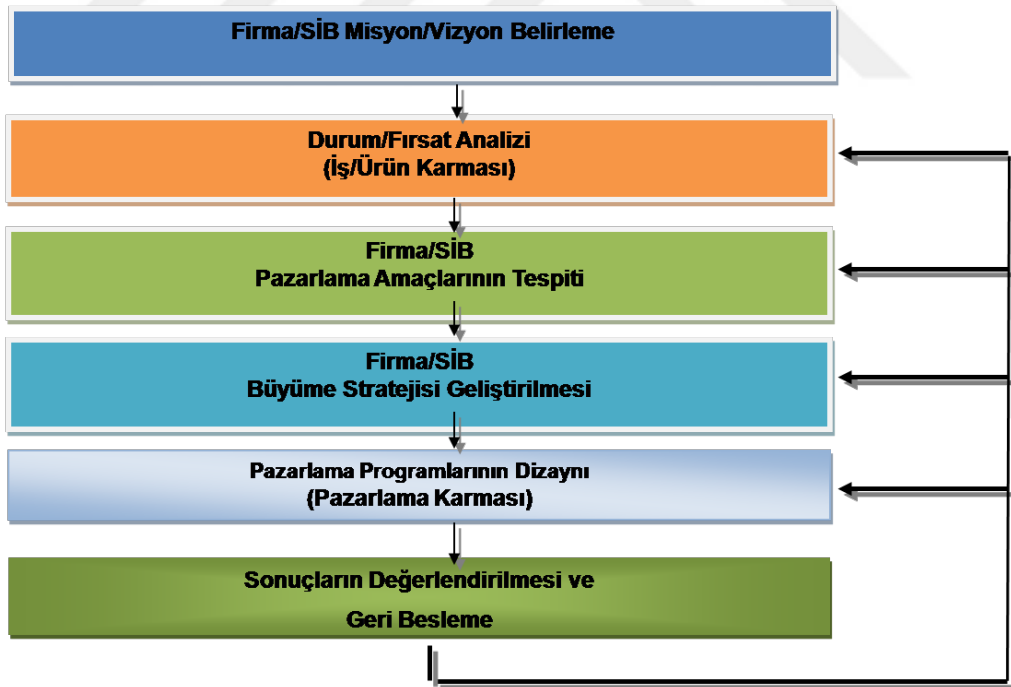 Firma/SİB Misyon/Vizyon Belirleme
Durum/Fırsat Analizi
(İş/Ürün Karması)
Firma/SİB
Pazarlama Amaçlarının Tespiti
Firma/SİB
Büyüme Stratejisi Geliştirilmesi
Pazarlama Programlarının Dizaynı
(Pazarlama Karması)
Sonuçların Değerlendirilmesi ve
Geri Besleme